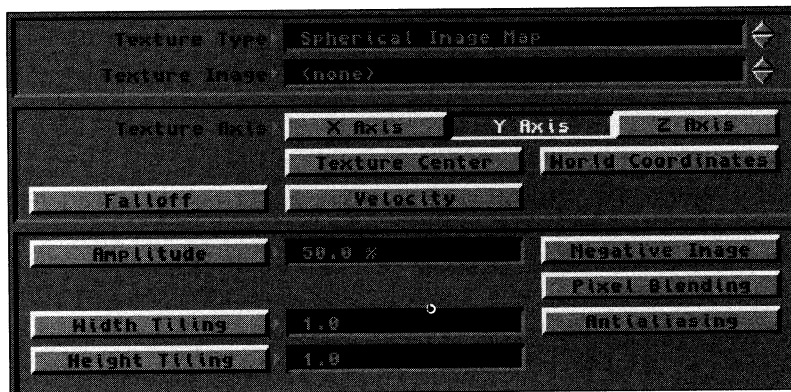 Texture Type Spherical Image Map
Texture Image (none)
Texture Axis X Axis Y Axis Z Axis
Texture Center World Coordinates
Falloff Velocity
Amplitude 50.0 % Negative Image
Pixel Blending
Width Tiling 1.0 Antialiasing
Height Tiling 1.0